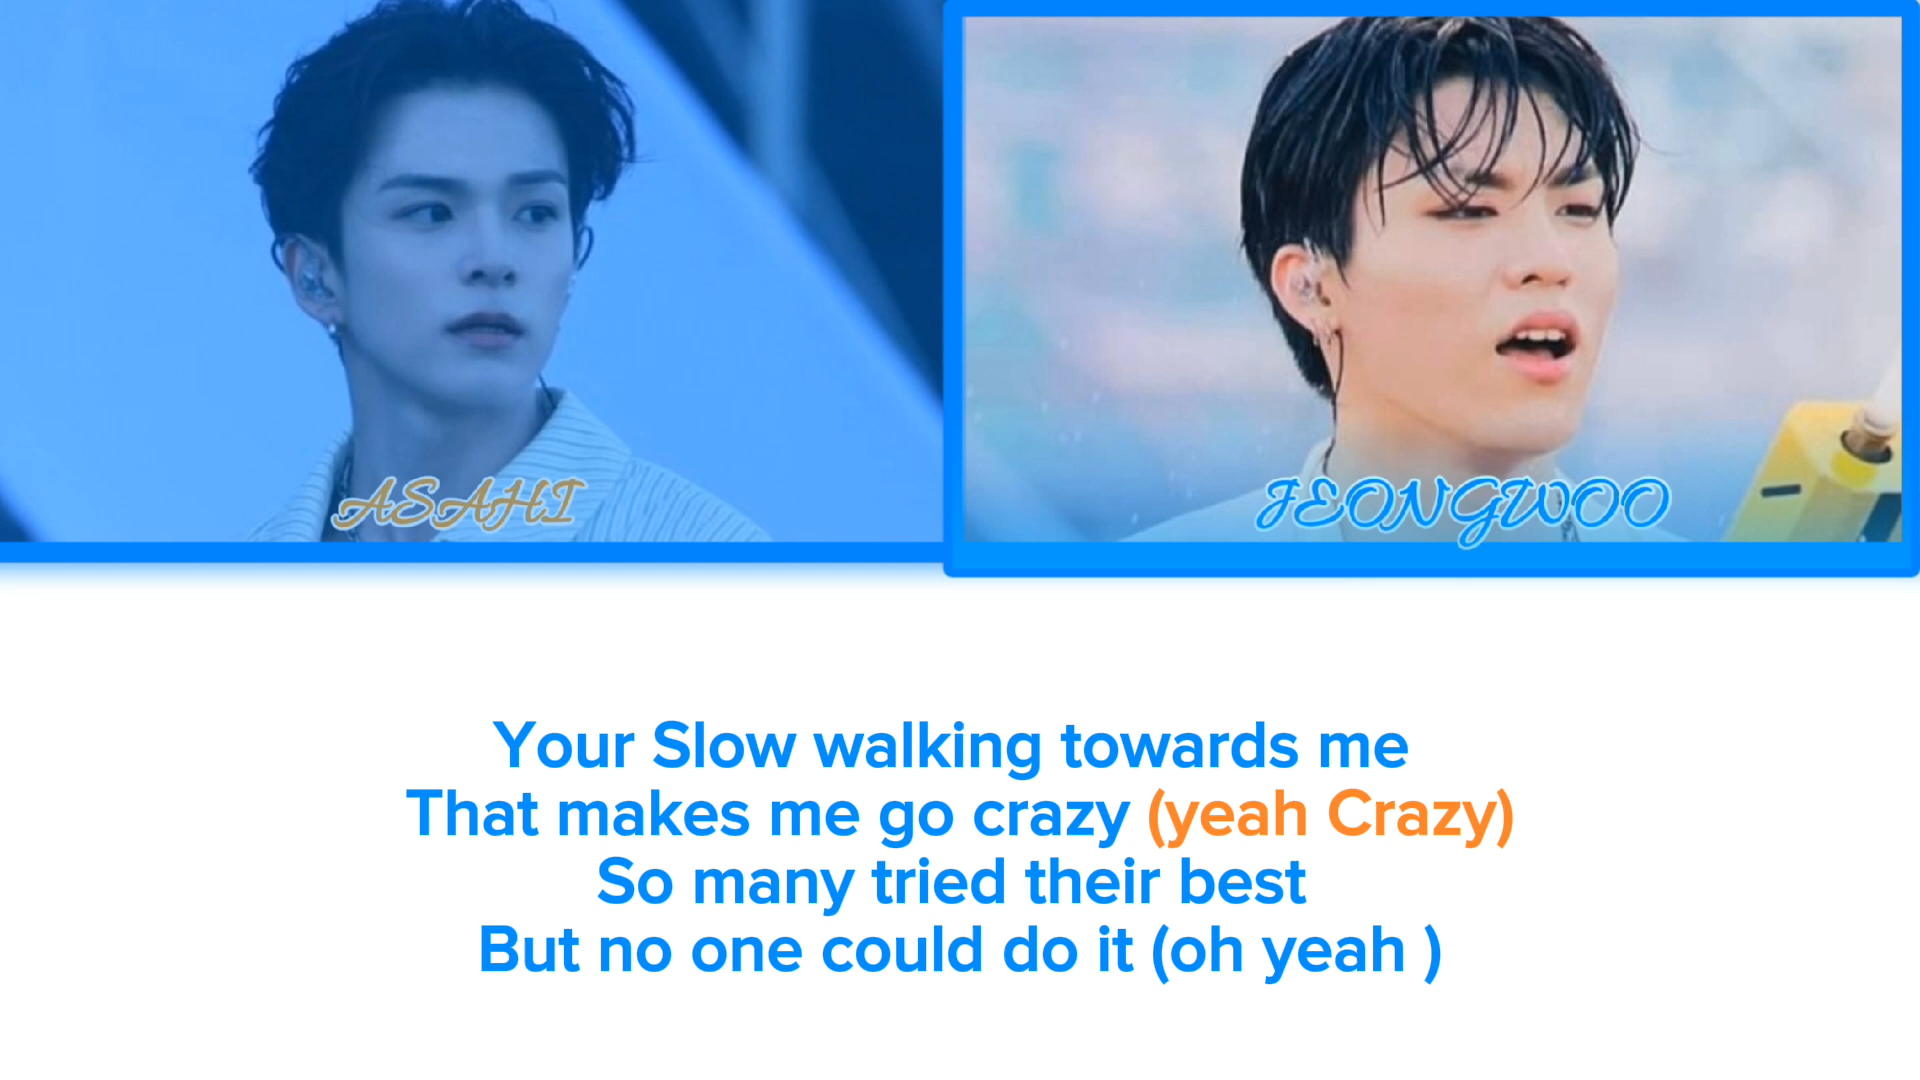 ASAHI
JEONGWOO
Your Slow walking towards me
That makes me go crazy (yeah Crazy)
So many tried their best
But no one could do it (oh yeah )